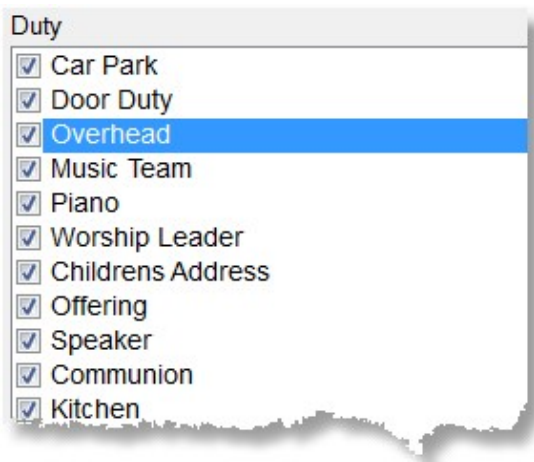 Duty
Car Park
Door Duty
Overhead
Music Team
Piano
Worship Leader
Childrens Address
Offering
Speaker
Communion
Kitchen